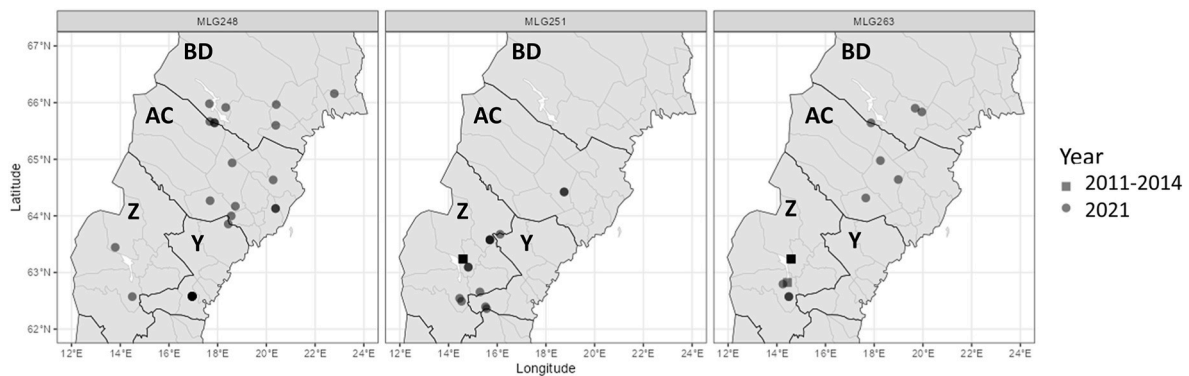 MLG248 MLG251 MLG263
67°N BD BD BD
66°N AC AC AC
65°N
Year
2011-2014
2021
Latitude
64°N Z Z Z
Y Y Y
63°N
62°N
12°E 14°E 16°E 18°E 20°E 22°E 24°E 12°E 14°E 16°E 18°E 20°E 22°E 24°E 12°E 14°E 16°E 18°E 20°E 22°E 24°E
Longitude